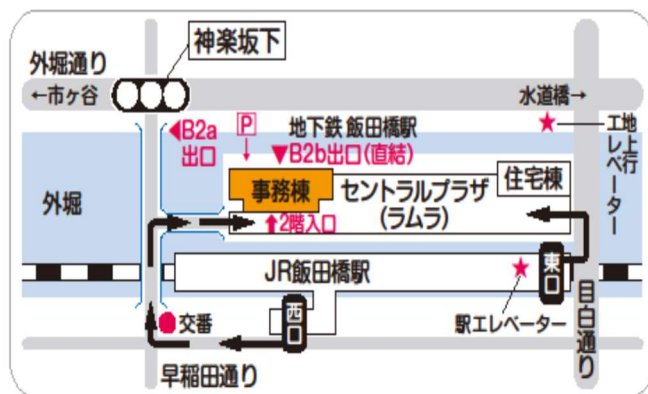 神楽坂下
外堀通り
←市ヶ谷
水道橋→
◀B2a
出口
P
地下鉄 飯田橋駅
▼B2b出口(直結)
★
地上行
エレベーター
外堀
事務棟
セントラルプラザ
(ラムラ)
住宅棟
↑2階入口
JR飯田橋駅
★
東口
西口
駅エレベーター
交番
目白通り
早稲田通り